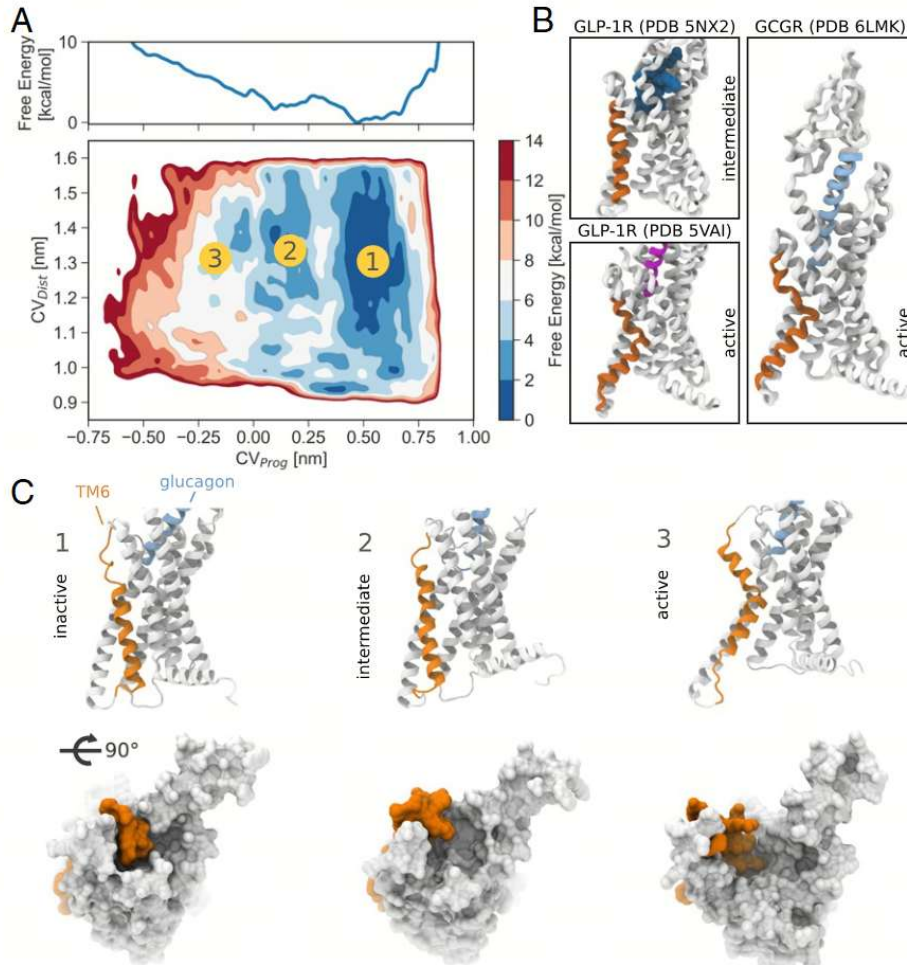 A
Free Energy
[kcal/mol]
10
0
CV_Dist [nm]
1.6
1.5
1.4
1.3
1.2
1.1
1.0
0.9
3
2
1
−0.75
−0.50
−0.25
0.00
0.25
0.50
0.75
1.00
CV_Prog [nm]
14
12
10
8
6
4
2
0
Free Energy [kcal/mol]
B
GLP-1R (PDB 5NX2)
intermediate
GLP-1R (PDB 5VAI)
active
GCGR (PDB 6LMK)
active
C
TM6
glucagon
1
inactive
2
intermediate
3
active
90°